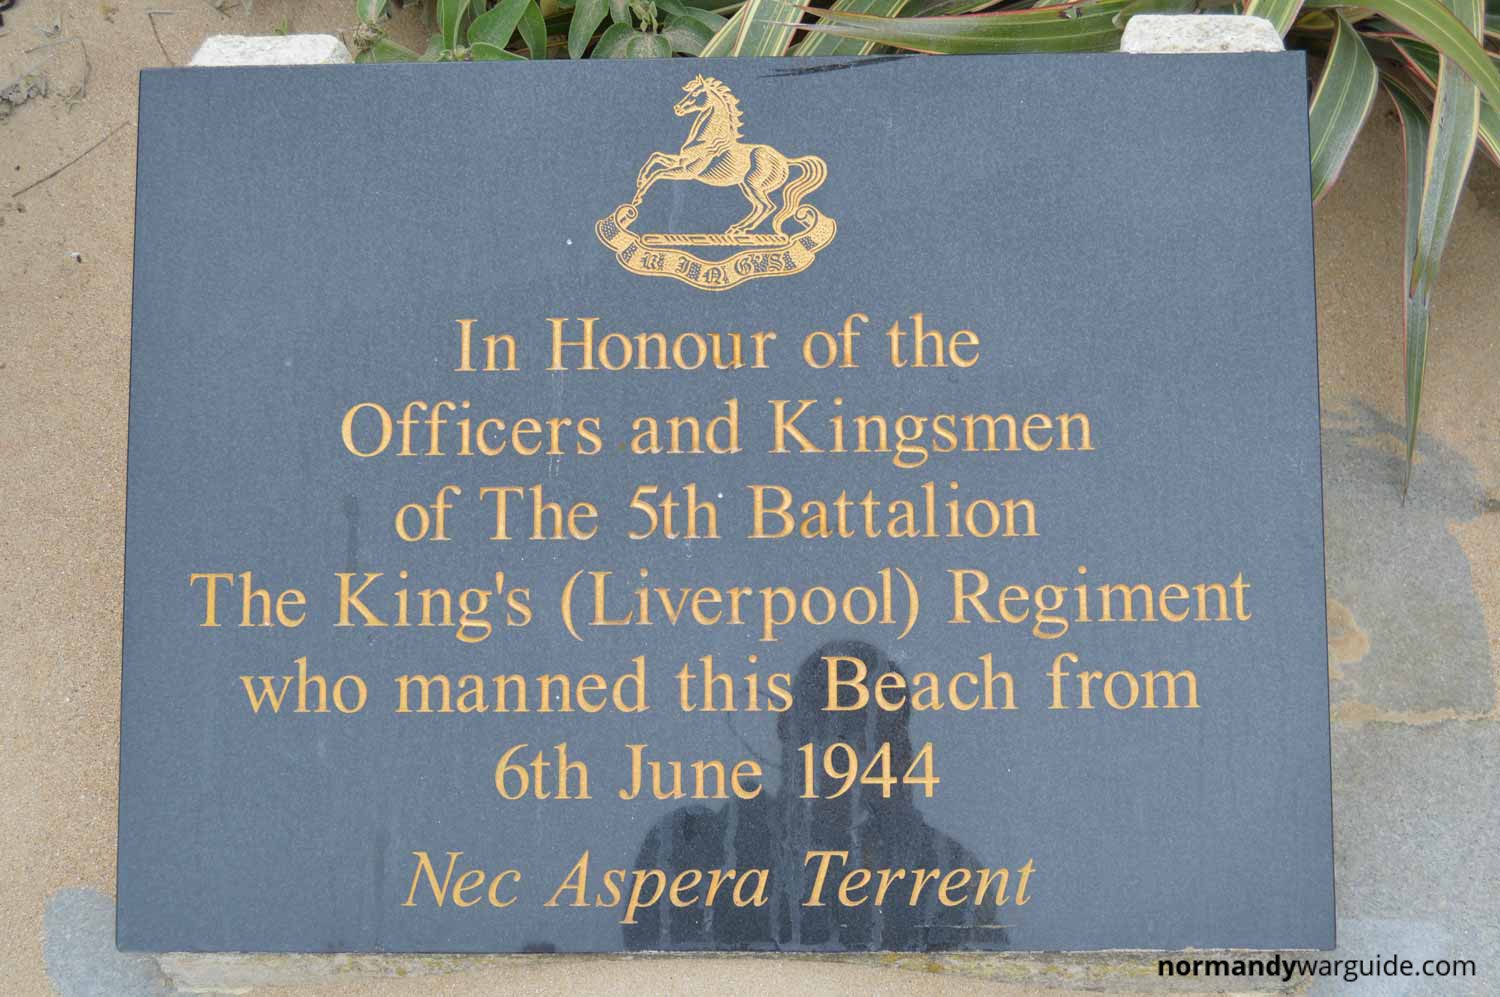 KING'S
In Honour of the
Officers and Kingsmen
of The 5th Battalion
The King's (Liverpool) Regiment
who manned this Beach from
6th June 1944
Nec Aspera Terrent
normandywarguide.com